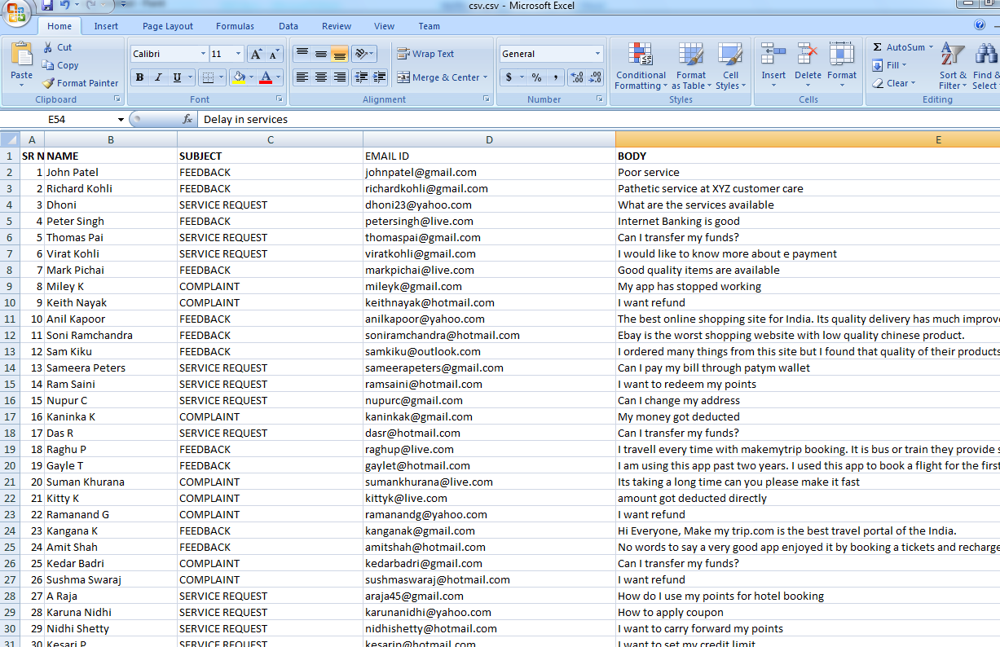 csv.csv - Microsoft Excel
Home Insert Page Layout Formulas Data Review View Team
Cut
Copy
Format Painter
Paste
Clipboard
Calibri 11
B I U A
Font
Wrap Text
Merge & Center
Alignment
General
$ % ,
Number
Conditional Formatting
Format as Table
Cell Styles
Styles
Insert Delete Format
Cells
Σ AutoSum
Fill
Clear
Sort & Filter
Find & Select
Editing
E54 fx Delay in services
A B C D E
1 SR N NAME SUBJECT EMAIL ID BODY
2 1 John Patel FEEDBACK johnpatel@gmail.com Poor service
3 2 Richard Kohli FEEDBACK richardkohli@gmail.com Pathetic service at XYZ customer care
4 3 Dhoni SERVICE REQUEST dhoni23@yahoo.com What are the services available
5 4 Peter Singh FEEDBACK petersingh@live.com Internet Banking is good
6 5 Thomas Pai SERVICE REQUEST thomaspai@gmail.com Can I transfer my funds?
7 6 Virat Kohli SERVICE REQUEST viratkohli@gmail.com I would like to know more about e payment
8 7 Mark Pichai FEEDBACK markpichai@live.com Good quality items are available
9 8 Miley K COMPLAINT mileyk@gmail.com My app has stopped working
10 9 Keith Nayak COMPLAINT keithnayak@hotmail.com I want refund
11 10 Anil Kapoor FEEDBACK anilkapoor@yahoo.com The best online shopping site for India. Its quality delivery has much improve
12 11 Soni Ramchandra FEEDBACK soniramchandra@hotmail.com Ebay is the worst shopping website with low quality chinese product.
13 12 Sam Kiku FEEDBACK samkiku@outlook.com I ordered many things from this site but I found that quality of their products
14 13 Sameera Peters SERVICE REQUEST sameerapeters@gmail.com Can I pay my bill through patym wallet
15 14 Ram Saini SERVICE REQUEST ramsaini@hotmail.com I want to redeem my points
16 15 Nupur C SERVICE REQUEST nupurc@gmail.com Can I change my address
17 16 Kaninka K COMPLAINT kaninkak@gmail.com My money got deducted
18 17 Das R SERVICE REQUEST dasr@hotmail.com Can I transfer my funds?
19 18 Raghu P FEEDBACK raghup@live.com I travell every time with makemytrip booking. It is bus or train they provide s
20 19 Gayle T FEEDBACK gaylet@hotmail.com I am using this app past two years. I used this app to book a flight for the first
21 20 Suman Khurana COMPLAINT sumankhurana@live.com Its taking a long time can you please make it fast
22 21 Kitty K COMPLAINT kittyk@live.com amount got deducted directly
23 22 Ramanand G COMPLAINT ramanandg@yahoo.com I want refund
24 23 Kangana K FEEDBACK kanganak@gmail.com Hi Everyone, Make my trip.com is the best travel portal of the India.
25 24 Amit Shah FEEDBACK amitshah@hotmail.com No words to say a very good app enjoyed it by booking a tickets and recharge
26 25 Kedar Badri COMPLAINT kedarbadri@gmail.com Can I transfer my funds?
27 26 Sushma Swaraj COMPLAINT sushmaswaraj@hotmail.com I want refund
28 27 A Raja SERVICE REQUEST araja45@gmail.com How do I use my points for hotel booking
29 28 Karuna Nidhi SERVICE REQUEST karunanidhi@yahoo.com How to apply coupon
30 29 Nidhi Shetty SERVICE REQUEST nidhishetty@hotmail.com I want to carry forward my points
31 30 Kesari P SERVICE REQUEST kesarip@hotmail.com I want to set my credit limit